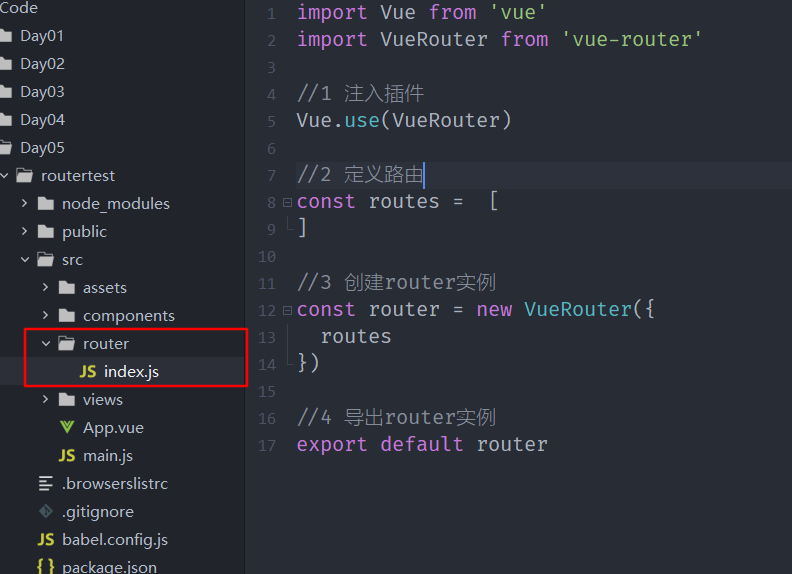 Code
Day01
Day02
Day03
Day04
Day05
routertest
node_modules
public
src
assets
components
router
JS index.js
views
App.vue
JS main.js
.browserslistrc
.gitignore
JS babel.config.js
{ } package.json
1 import Vue from 'vue'
2 import VueRouter from 'vue-router'
3
4 //1 注入插件
5 Vue.use(VueRouter)
6
7 //2 定义路由
8 const routes =  [
9 ]
10
11 //3 创建router实例
12 const router = new VueRouter({
13   routes
14 })
15
16 //4 导出router实例
17 export default router